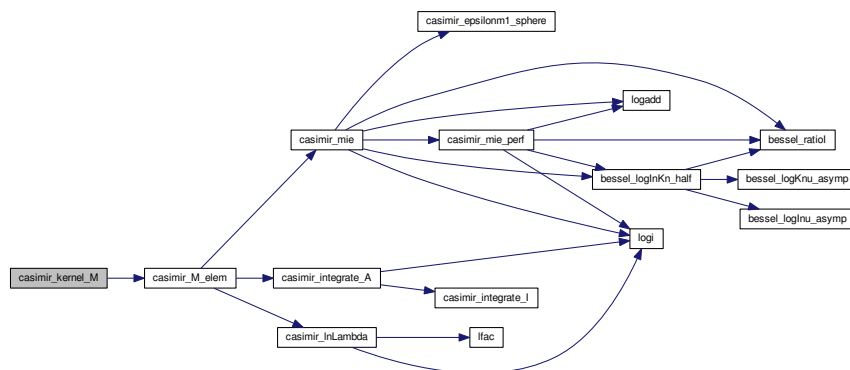 casimir_epsilonm1_sphere
logadd
casimir_mie
casimir_mie_perf
bessel_ratioI
bessel_logInKn_half
bessel_logKnu_asymp
bessel_logInu_asymp
logi
casimir_kernel_M
casimir_M_elem
casimir_integrate_A
casimir_integrate_I
casimir_lnLambda
lfac